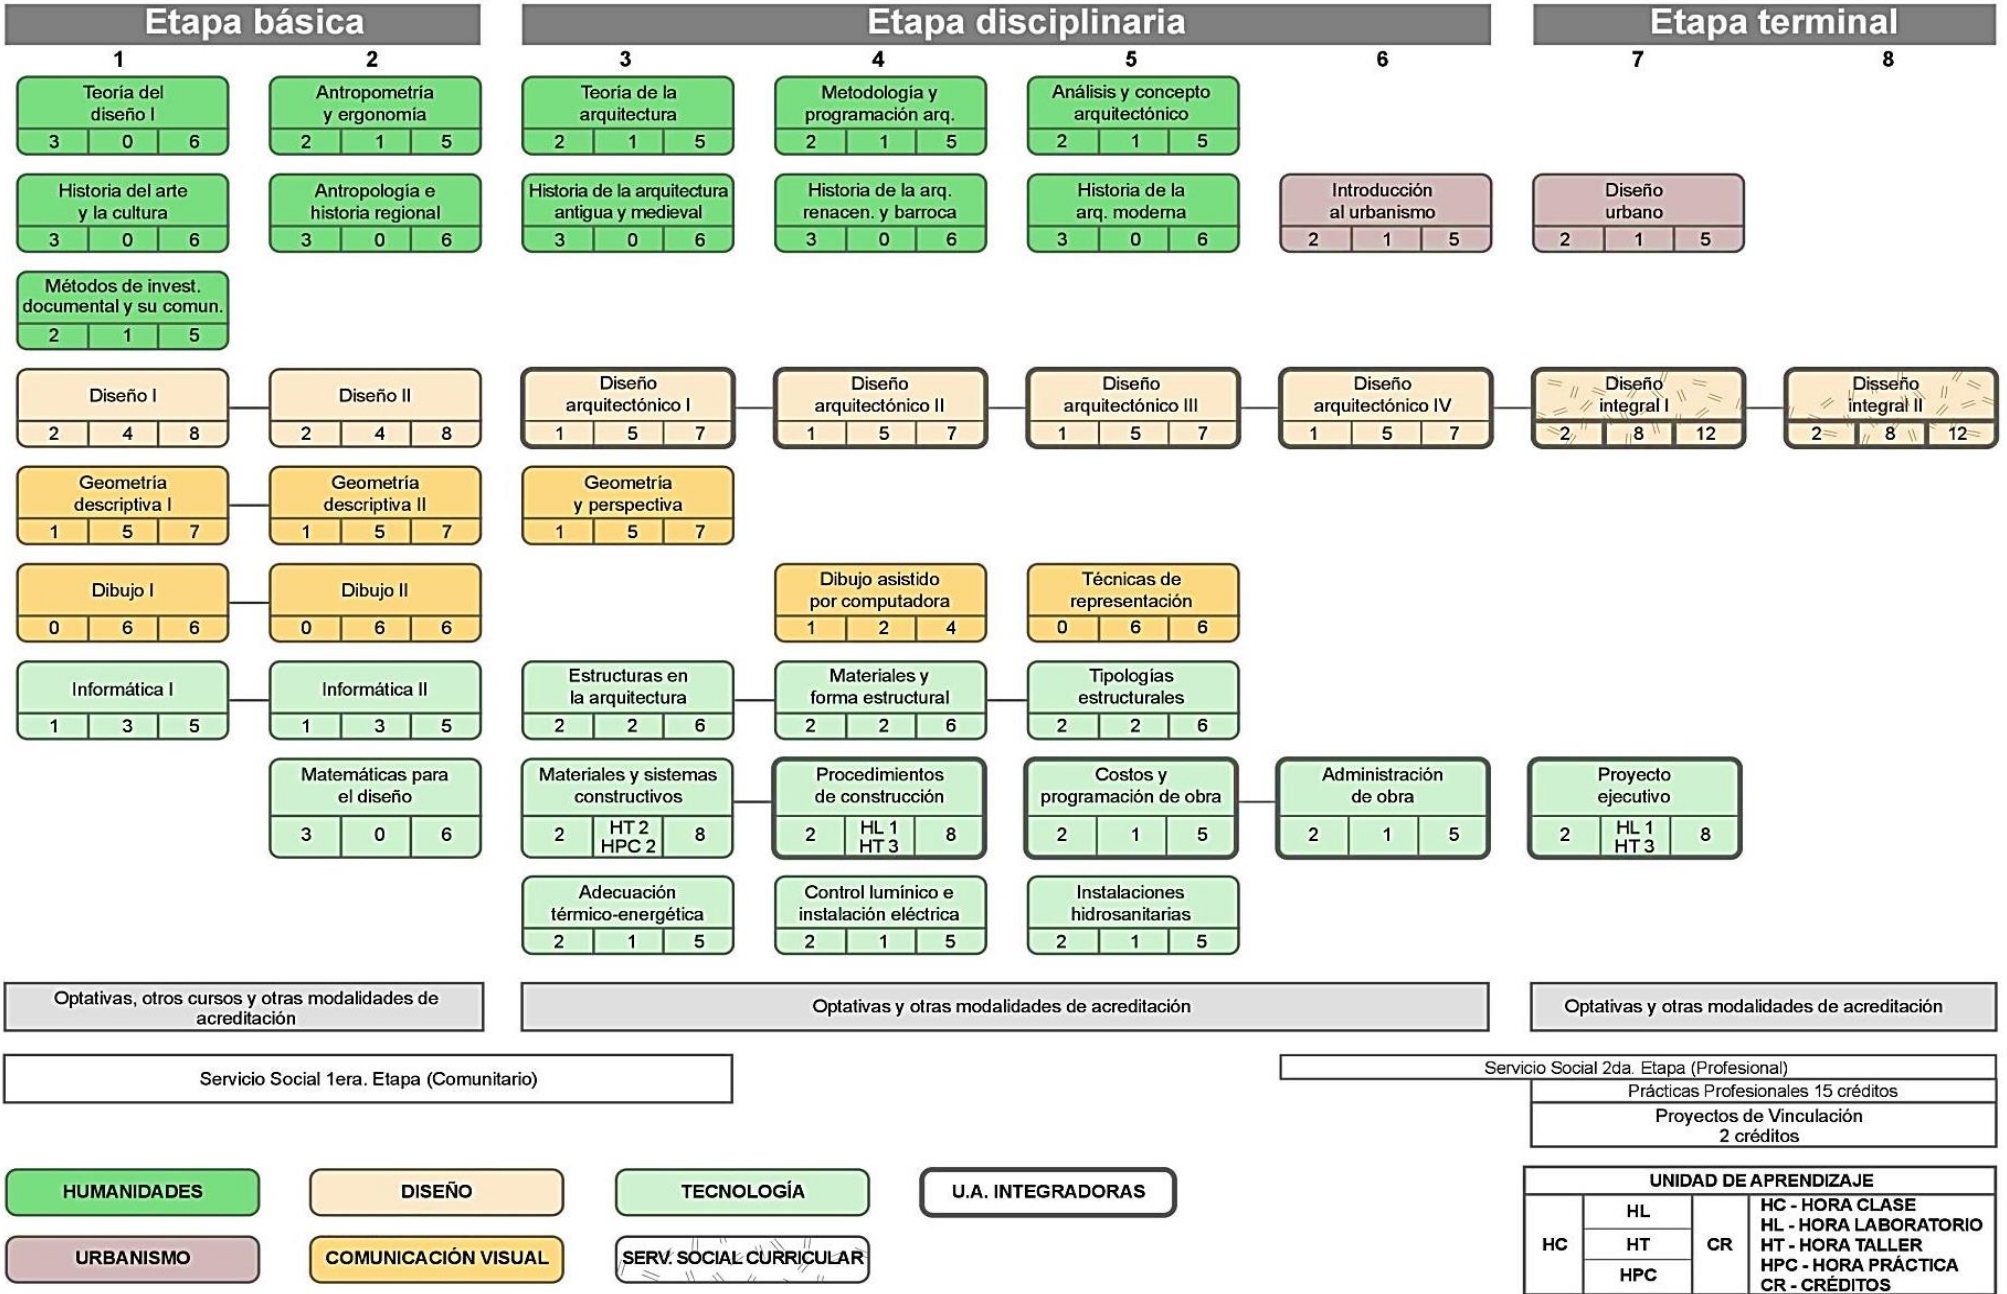 Etapa básica
Etapa disciplinaria
Etapa terminal
1 2 3 4 5 6 7 8
Teoría del
diseño I
3 0 6
Antropometría
y ergonomía
2 1 5
Teoria de la
arquitectura
2 1 5
Metodología y
programación arq.
2 1 5
Análisis y concepto
arquitectónico
2 1 5
Historia del arte
y la cultura
3 0 6
Antropología e
historia regional
3 0 6
Historia de la arquitectura
antigua y medieval
3 0 6
Historia de la arq.
renacen. y barroca
3 0 6
Historia de la
arq. moderna
3 0 6
Introducción
al urbanismo
2 1 5
Diseño
urbano
2 1 5
Métodos de invest.
documental y su comun.
2 1 5
Diseño I
2 4 8
Diseño II
2 4 8
Diseño
arquitectónico I
1 5 7
Diseño
arquitectónico II
1 5 7
Diseño
arquitectónico III
1 5 7
Diseño
arquitectónico IV
1 5 7
Diseño
integral I
2 8 12
Disseño
integral II
2 8 12
Geometría
descriptiva I
1 5 7
Geometría
descriptiva II
1 5 7
Geometría
y perspectiva
1 5 7
Dibujo I
0 6 6
Dibujo II
0 6 6
Dibujo asistido
por computadora
1 2 4
Técnicas de
representación
0 6 6
Informática I
1 3 5
Informática II
1 3 5
Estructuras en
la arquitectura
2 2 6
Materiales y
forma estructural
2 2 6
Tipologías
estructurales
2 2 6
Matemáticas para
el diseño
3 0 6
Materiales y sistemas
constructivos
2 HT 2 8
HPC 2
Procedimientos
de construcción
2 HL 1 8
HT 3
Costos y
programación de obra
2 1 5
Administración
de obra
2 1 5
Proyecto
ejecutivo
2 HL 1 8
HT 3
Adecuación
térmico-energética
2 1 5
Control lumínico e
instalación eléctrica
2 1 5
Instalaciones
hidrosanitarias
2 1 5
Optativas, otros cursos y otras modalidades de
acreditación
Optativas y otras modalidades de acreditación
Optativas y otras modalidades de acreditación
Servicio Social 1era. Etapa (Comunitario)
Servicio Social 2da. Etapa (Profesional)
Prácticas Profesionales 15 créditos
Proyectos de Vinculación
2 créditos
HUMANIDADES
DISEÑO
TECNOLOGÍA
U.A. INTEGRADORAS
URBANISMO
COMUNICACIÓN VISUAL
SERV. SOCIAL CURRICULAR
UNIDAD DE APRENDIZAJE
HC
HL
HT
HPC
CR
HC - HORA CLASE
HL - HORA LABORATORIO
HT - HORA TALLER
HPC - HORA PRÁCTICA
CR - CRÉDITOS